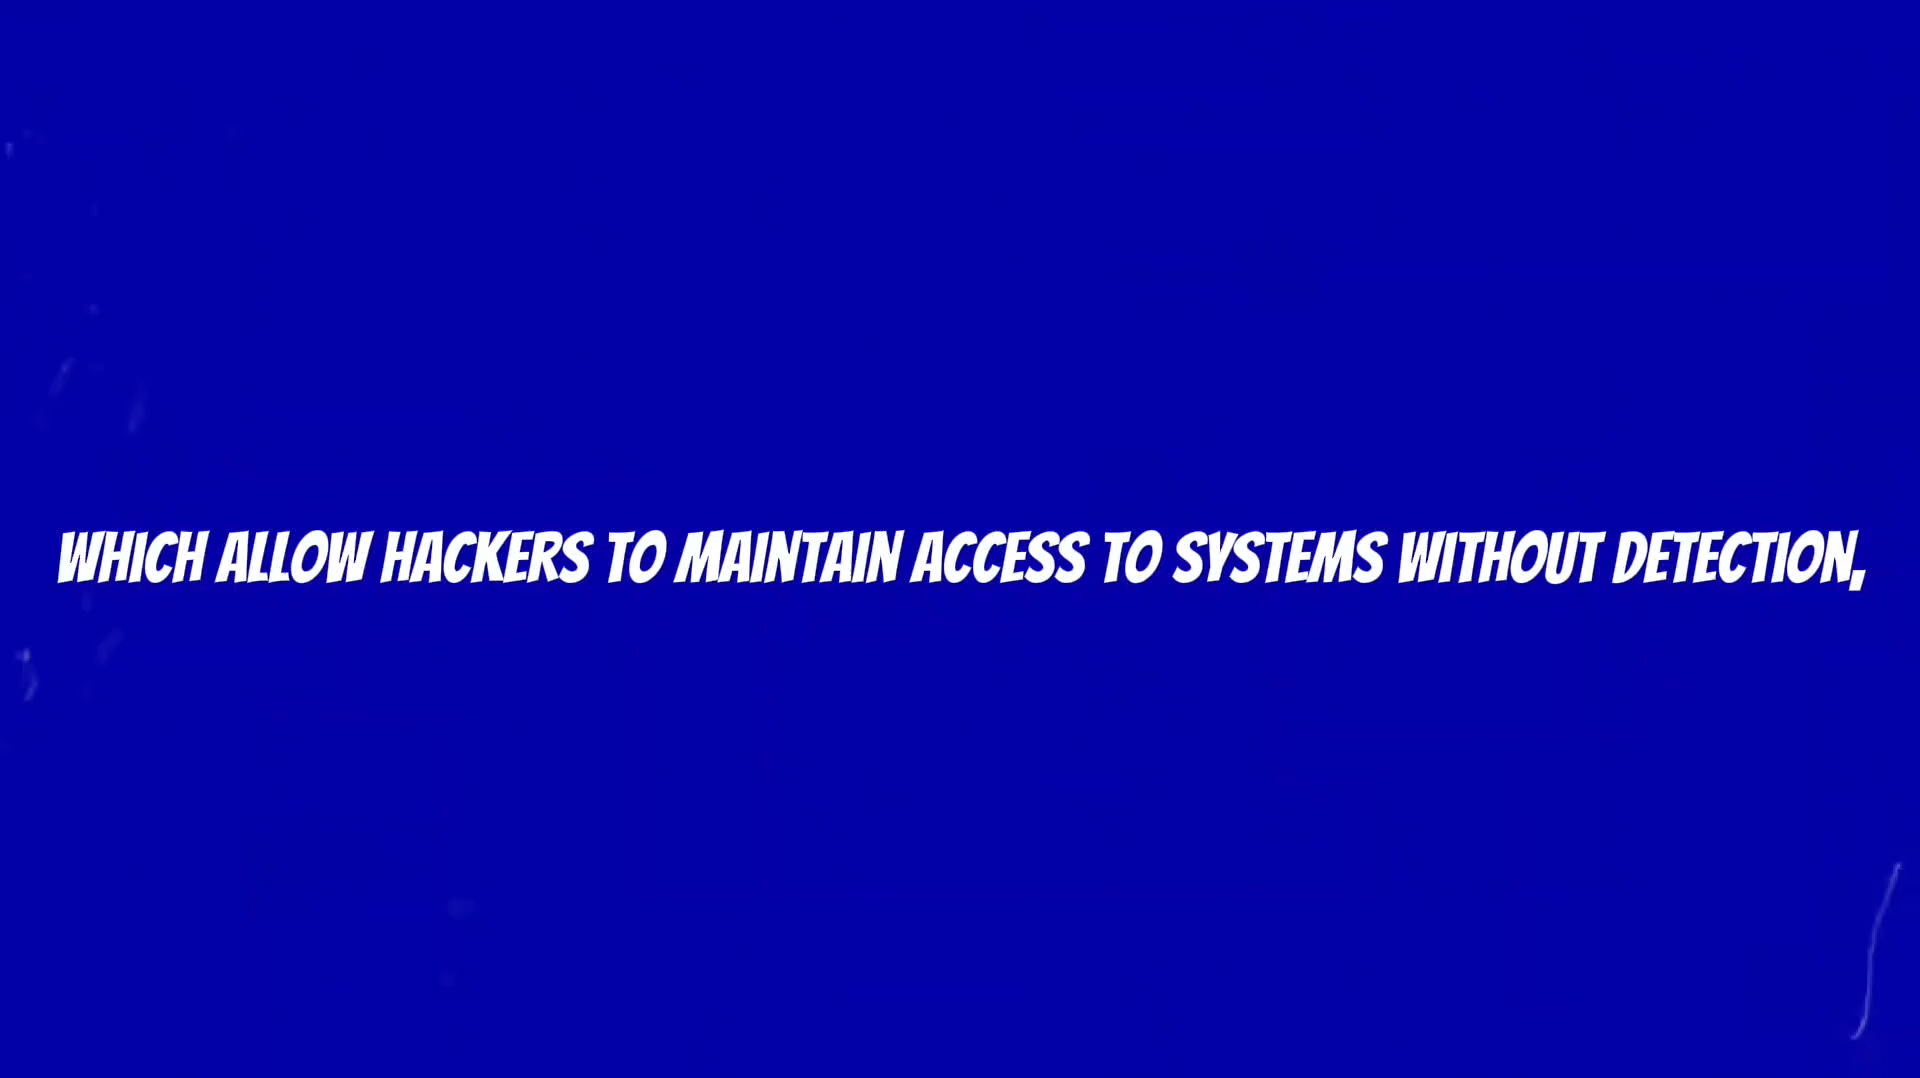 WHICH ALLOW HACKERS TO MAINTAIN ACCESS TO SYSTEMS WITHOUT DETECTION,